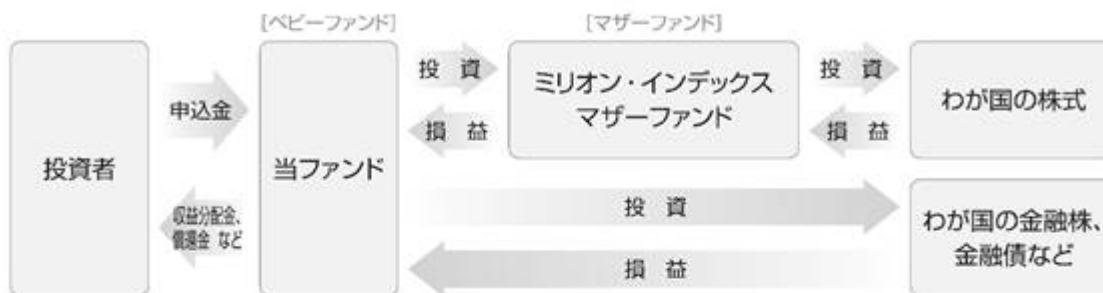 [ベビーファンド]
[マザーファンド]
投資者
申込金
収益分配金、
償還金 など
当ファンド
投 資
損 益
ミリオン・インデックス
マザーファンド
投 資
損 益
わが国の株式
投 資
損 益
わが国の金融株、
金融債など